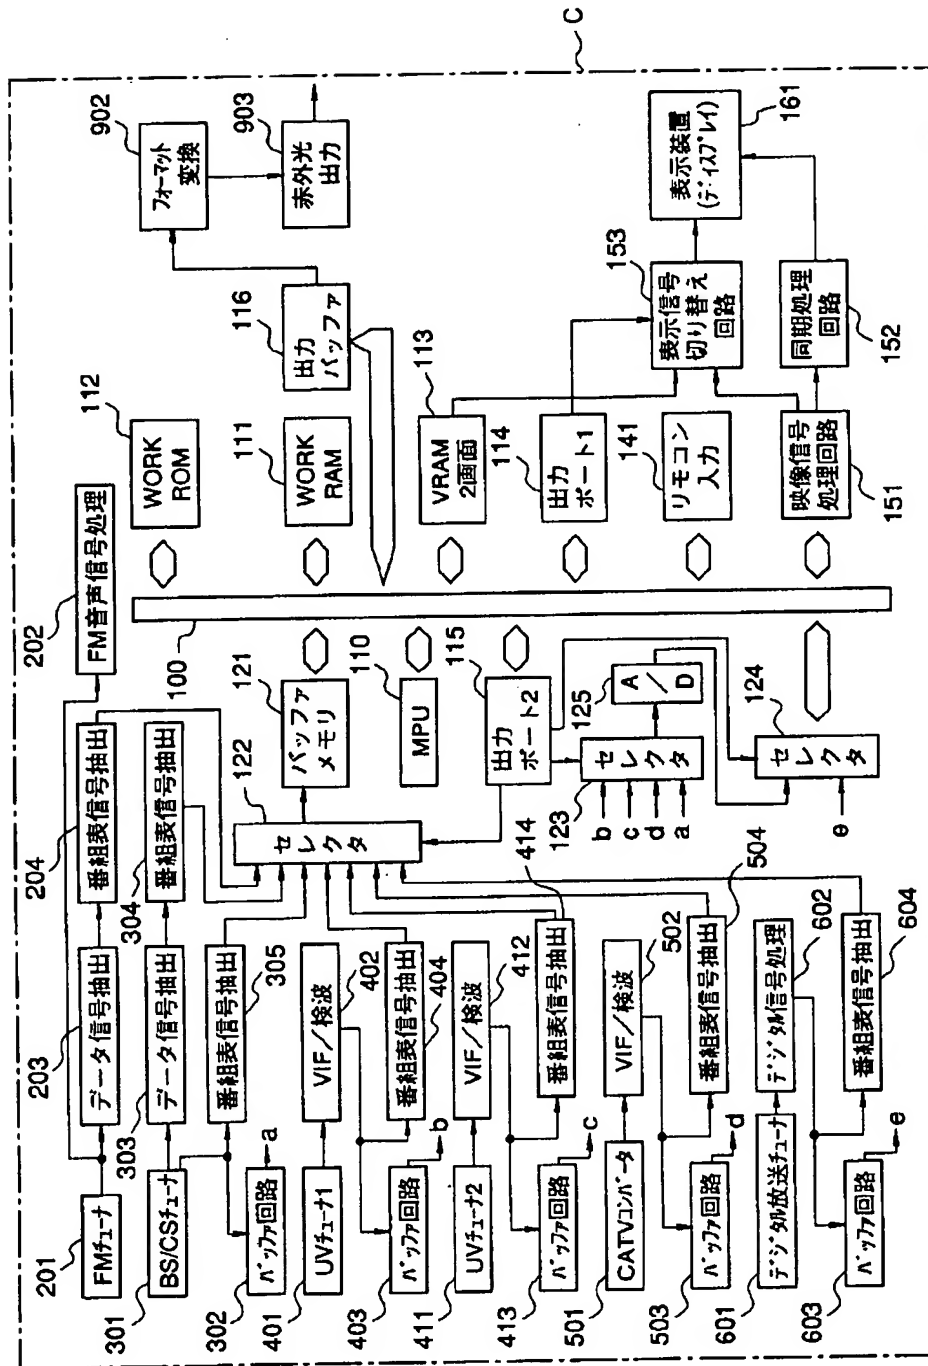 C
902
フォーマット
変換
903
赤外光
出力
116
出力
バッファ
112
WORK
ROM
111
WORK
RAM
113
VRAM
2画面
114
出力
ポート1
141
リモコン
入力
153
表示信号
切り替え
回路
161
表示装置
(ディスプレイ)
152
同期処理
回路
151
映像信号
処理回路
202
FM音声信号処理
100
121
バッファ
メモリ
110
MPU
115
出力
ポート2
122
セレクタ
123
セレクタ
b
c
d
a
125
A/D
124
セレクタ
e
201
FMチューナ
203
データ信号抽出
204
番組表信号抽出
301
BS/CSチューナ
303
データ信号抽出
304
番組表信号抽出
302
バッファ回路
a
305
番組表信号抽出
401
UVチューナ1
402
VIF/検波
403
バッファ回路
b
404
番組表信号抽出
411
UVチューナ2
412
VIF/検波
413
バッファ回路
c
414
番組表信号抽出
501
CATVコンバータ
502
VIF/検波
503
バッファ回路
d
504
番組表信号抽出
601
デジタル放送チューナ
602
デジタル信号処理
603
バッファ回路
e
604
番組表信号抽出